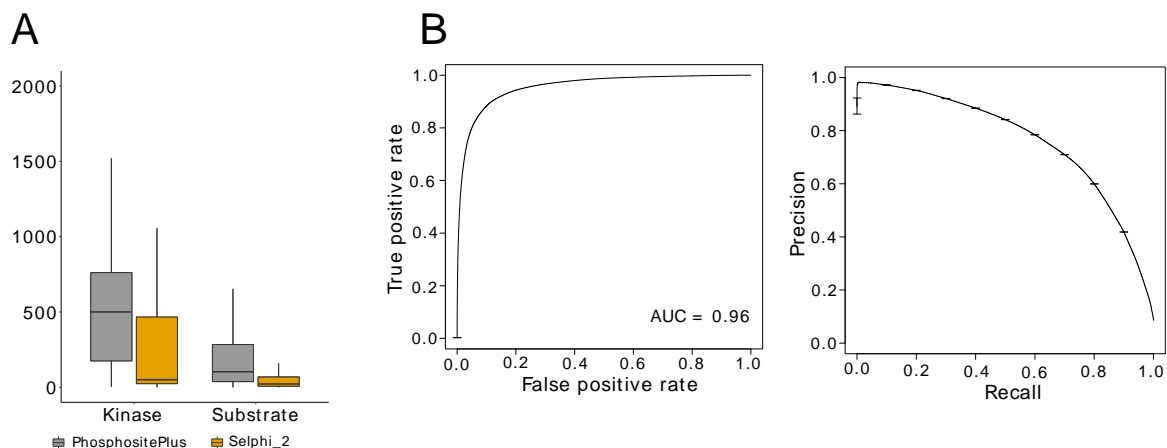 A
2000
1500
1000
500
0
Kinase Substrate
PhosphositePlus Selphi_2
B
True positive rate
1.0
0.8
0.6
0.4
0.2
0.0
AUC = 0.96
0.0 0.2 0.4 0.6 0.8 1.0
False positive rate
Precision
1.0
0.8
0.6
0.4
0.2
0.0
0.0 0.2 0.4 0.6 0.8 1.0
Recall